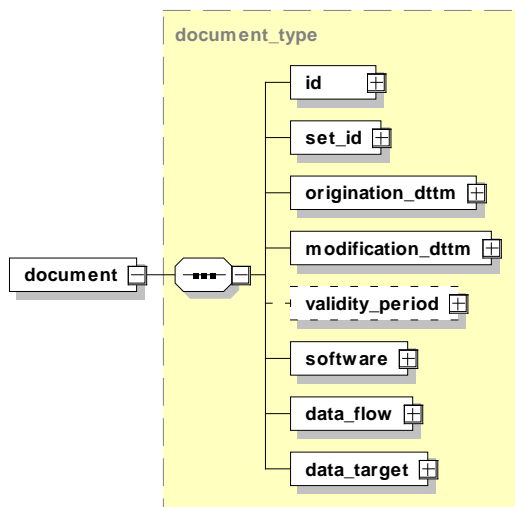 document_type
id
set_id
origination_dttm
modification_dttm
document
validity_period
software
data_flow
data_target